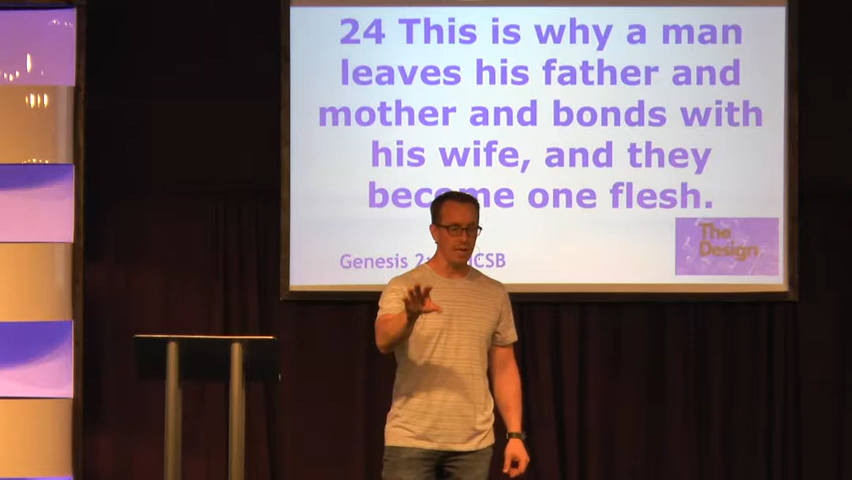 24 This is why a man
leaves his father and
mother and bonds with
his wife, and they
become one flesh.
Genesis 2 CSB
The
Design